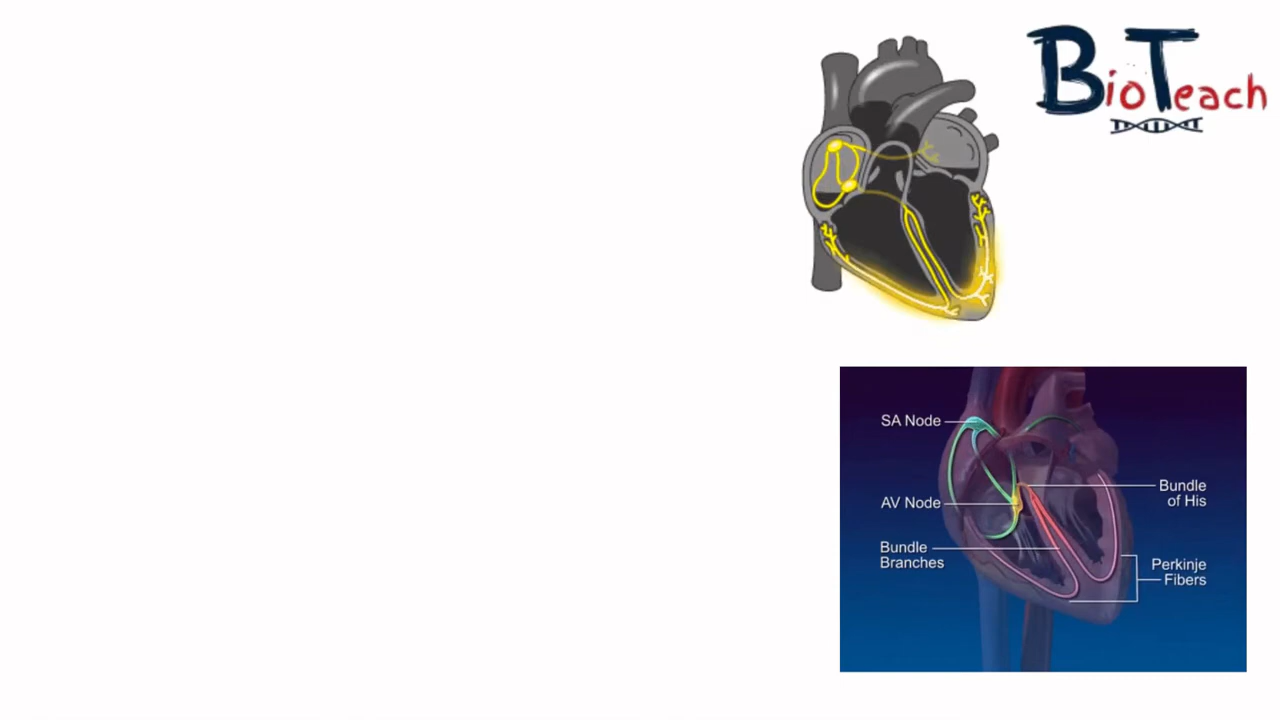 BioTeach
SA Node
AV Node
Bundle
Branches
Bundle
of His
Perkinje
Fibers